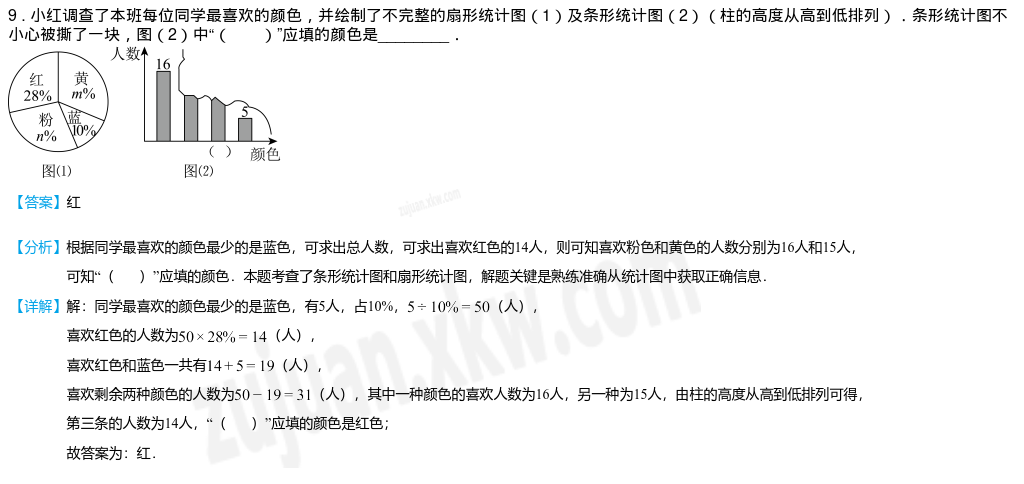 9．小红调查了本班每位同学最喜欢的颜色，并绘制了不完整的扇形统计图（1）及条形统计图（2）（柱的高度从高到低排列）．条形统计图不
小心被撕了一块，图（2）中“（　　）”应填的颜色是________．
人数
16
红
28%
黄
m%
粉
n%
蓝
10%
5
（ ）
颜色
图(1)
图(2)
【答案】红
zujuan.xkw.com
【分析】根据同学最喜欢的颜色最少的是蓝色，可求出总人数，可求出喜欢红色的14人，则可知喜欢粉色和黄色的人数分别为16人和15人，
可知“（　　）”应填的颜色．本题考查了条形统计图和扇形统计图，解题关键是熟练准确从统计图中获取正确信息．
【详解】解：同学最喜欢的颜色最少的是蓝色，有5人，占10%，5÷10%=50（人），
喜欢红色的人数为50×28%=14（人），
喜欢红色和蓝色一共有14+5=19（人），
喜欢剩余两种颜色的人数为50−19=31（人），其中一种颜色的喜欢人数为16人，另一种为15人，由柱的高度从高到低排列可得，
第三条的人数为14人，“（　　）”应填的颜色是红色；
故答案为：红．
zujuan.xkw.com